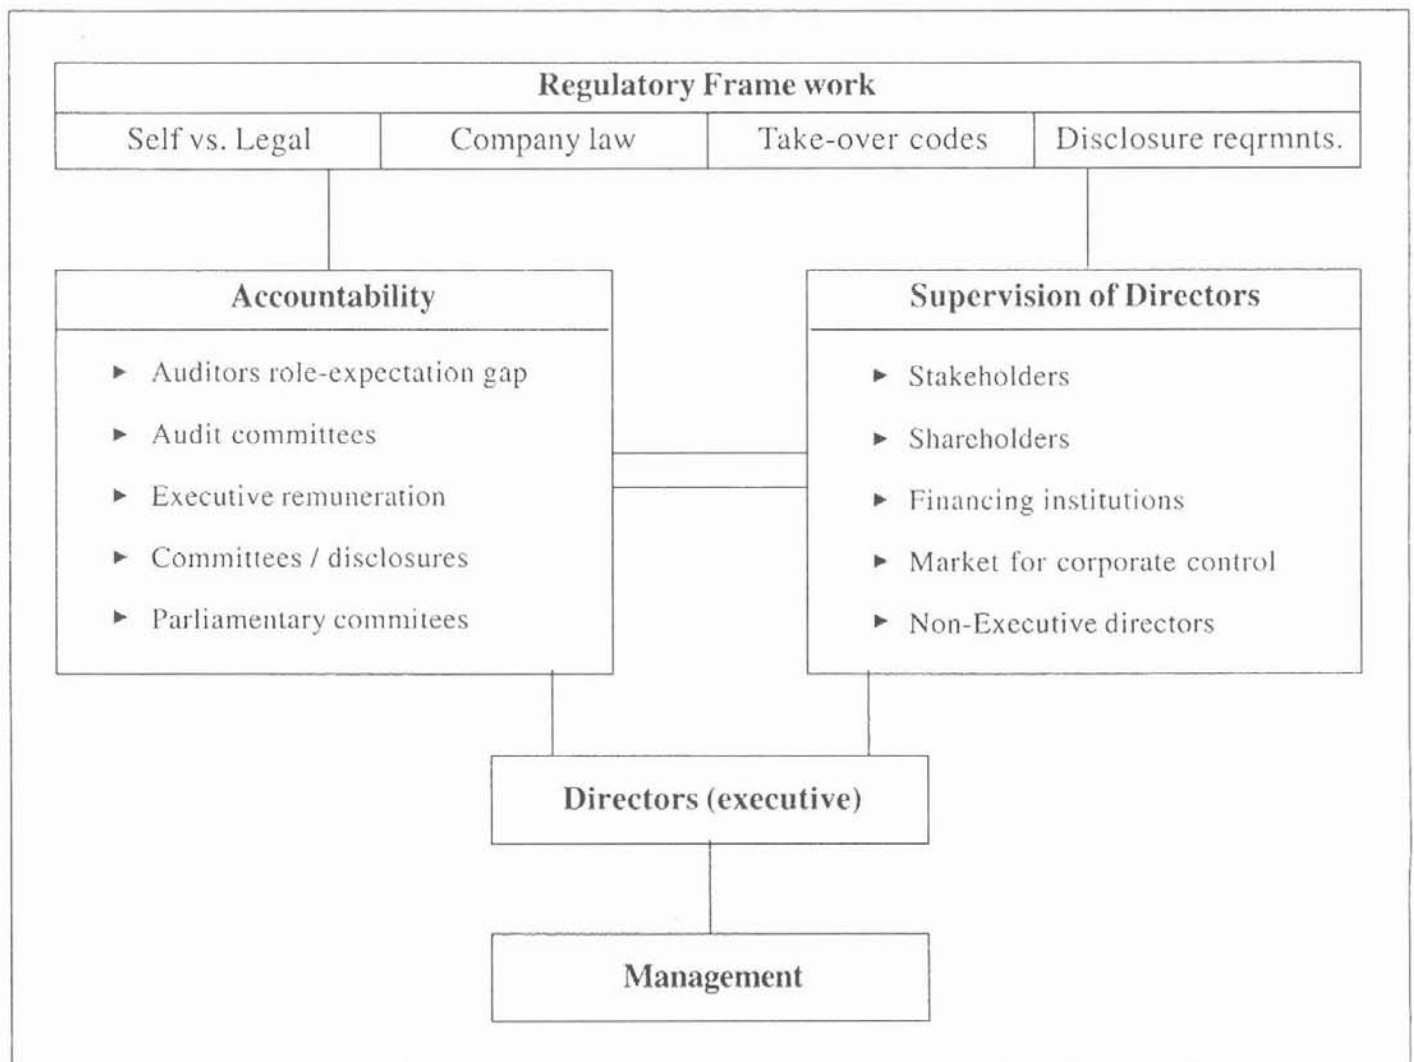 Regulatory Frame work
Self vs. Legal
Company law
Take-over codes
Disclosure reqrmnts.
Accountability
► Auditors role-expectation gap
► Audit committees
► Executive remuneration
► Committees / disclosures
► Parliamentary commitees
Supervision of Directors
► Stakeholders
► Shareholders
► Financing institutions
► Market for corporate control
► Non-Executive directors
Directors (executive)
Management